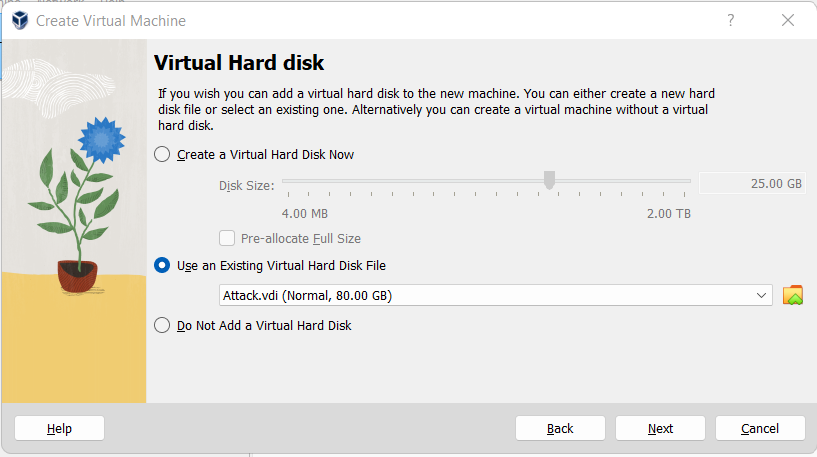 Create Virtual Machine
?
Virtual Hard disk
If you wish you can add a virtual hard disk to the new machine. You can either create a new hard
disk file or select an existing one. Alternatively you can create a virtual machine without a virtual
hard disk.
Create a Virtual Hard Disk Now
Disk Size:
25.00 GB
4.00 MB
2.00 TB
Pre-allocate Full Size
Use an Existing Virtual Hard Disk File
Attack.vdi (Normal, 80.00 GB)
Do Not Add a Virtual Hard Disk
Help
Back
Next
Cancel